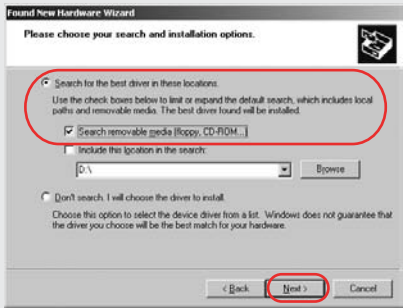 Found New Hardware Wizard
Please choose your search and installation options.
Search for the best driver in these locations.
Use the check boxes below to limit or expand the default search, which includes local
paths and removable media. The best driver found will be installed.
Search removable media (floppy, CD-ROM...)
Include this location in the search:
D:\
Browse
Don't search. I will choose the driver to install.
Choose this option to select the device driver from a list. Windows does not guarantee that
the driver you choose will be the best match for your hardware.
< Back
Next >
Cancel